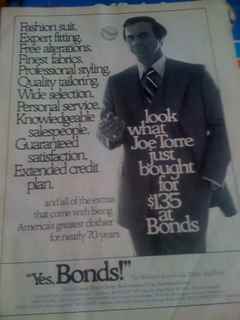 Fashion suit.
Expert fitting.
Free alterations.
Finest fabrics.
Professional styling.
Quality tailoring.
Wide selection.
Personal service.
Knowledgeable
salespeople.
Guaranteed
satisfaction.
Extended credit
plan.
and all of the extras
that come with being
America's greatest clothier
for nearly 70 years.
look
what
Joe Torre
just
bought
for
$135
at
Bonds
"Yes, Bonds!"